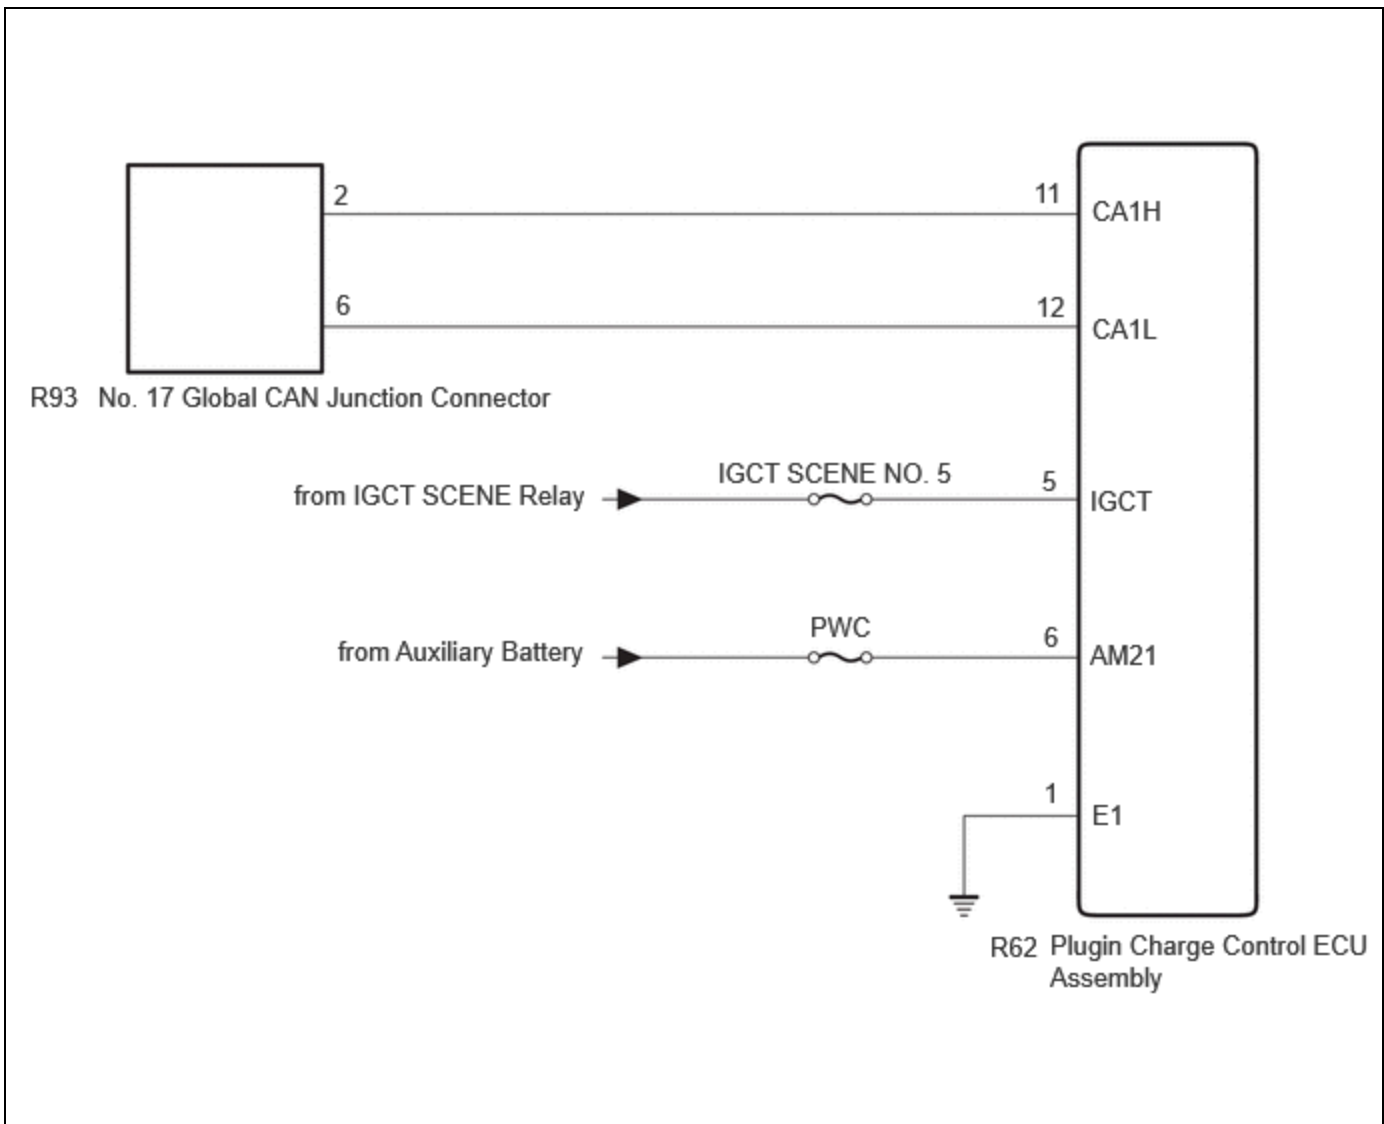 2
11
CA1H
6
12
CA1L
R93 No. 17 Global CAN Junction Connector
from IGCT SCENE Relay
IGCT SCENE NO. 5
5
IGCT
from Auxiliary Battery
PWC
6
AM21
1
E1
R62 Plugin Charge Control ECU
Assembly